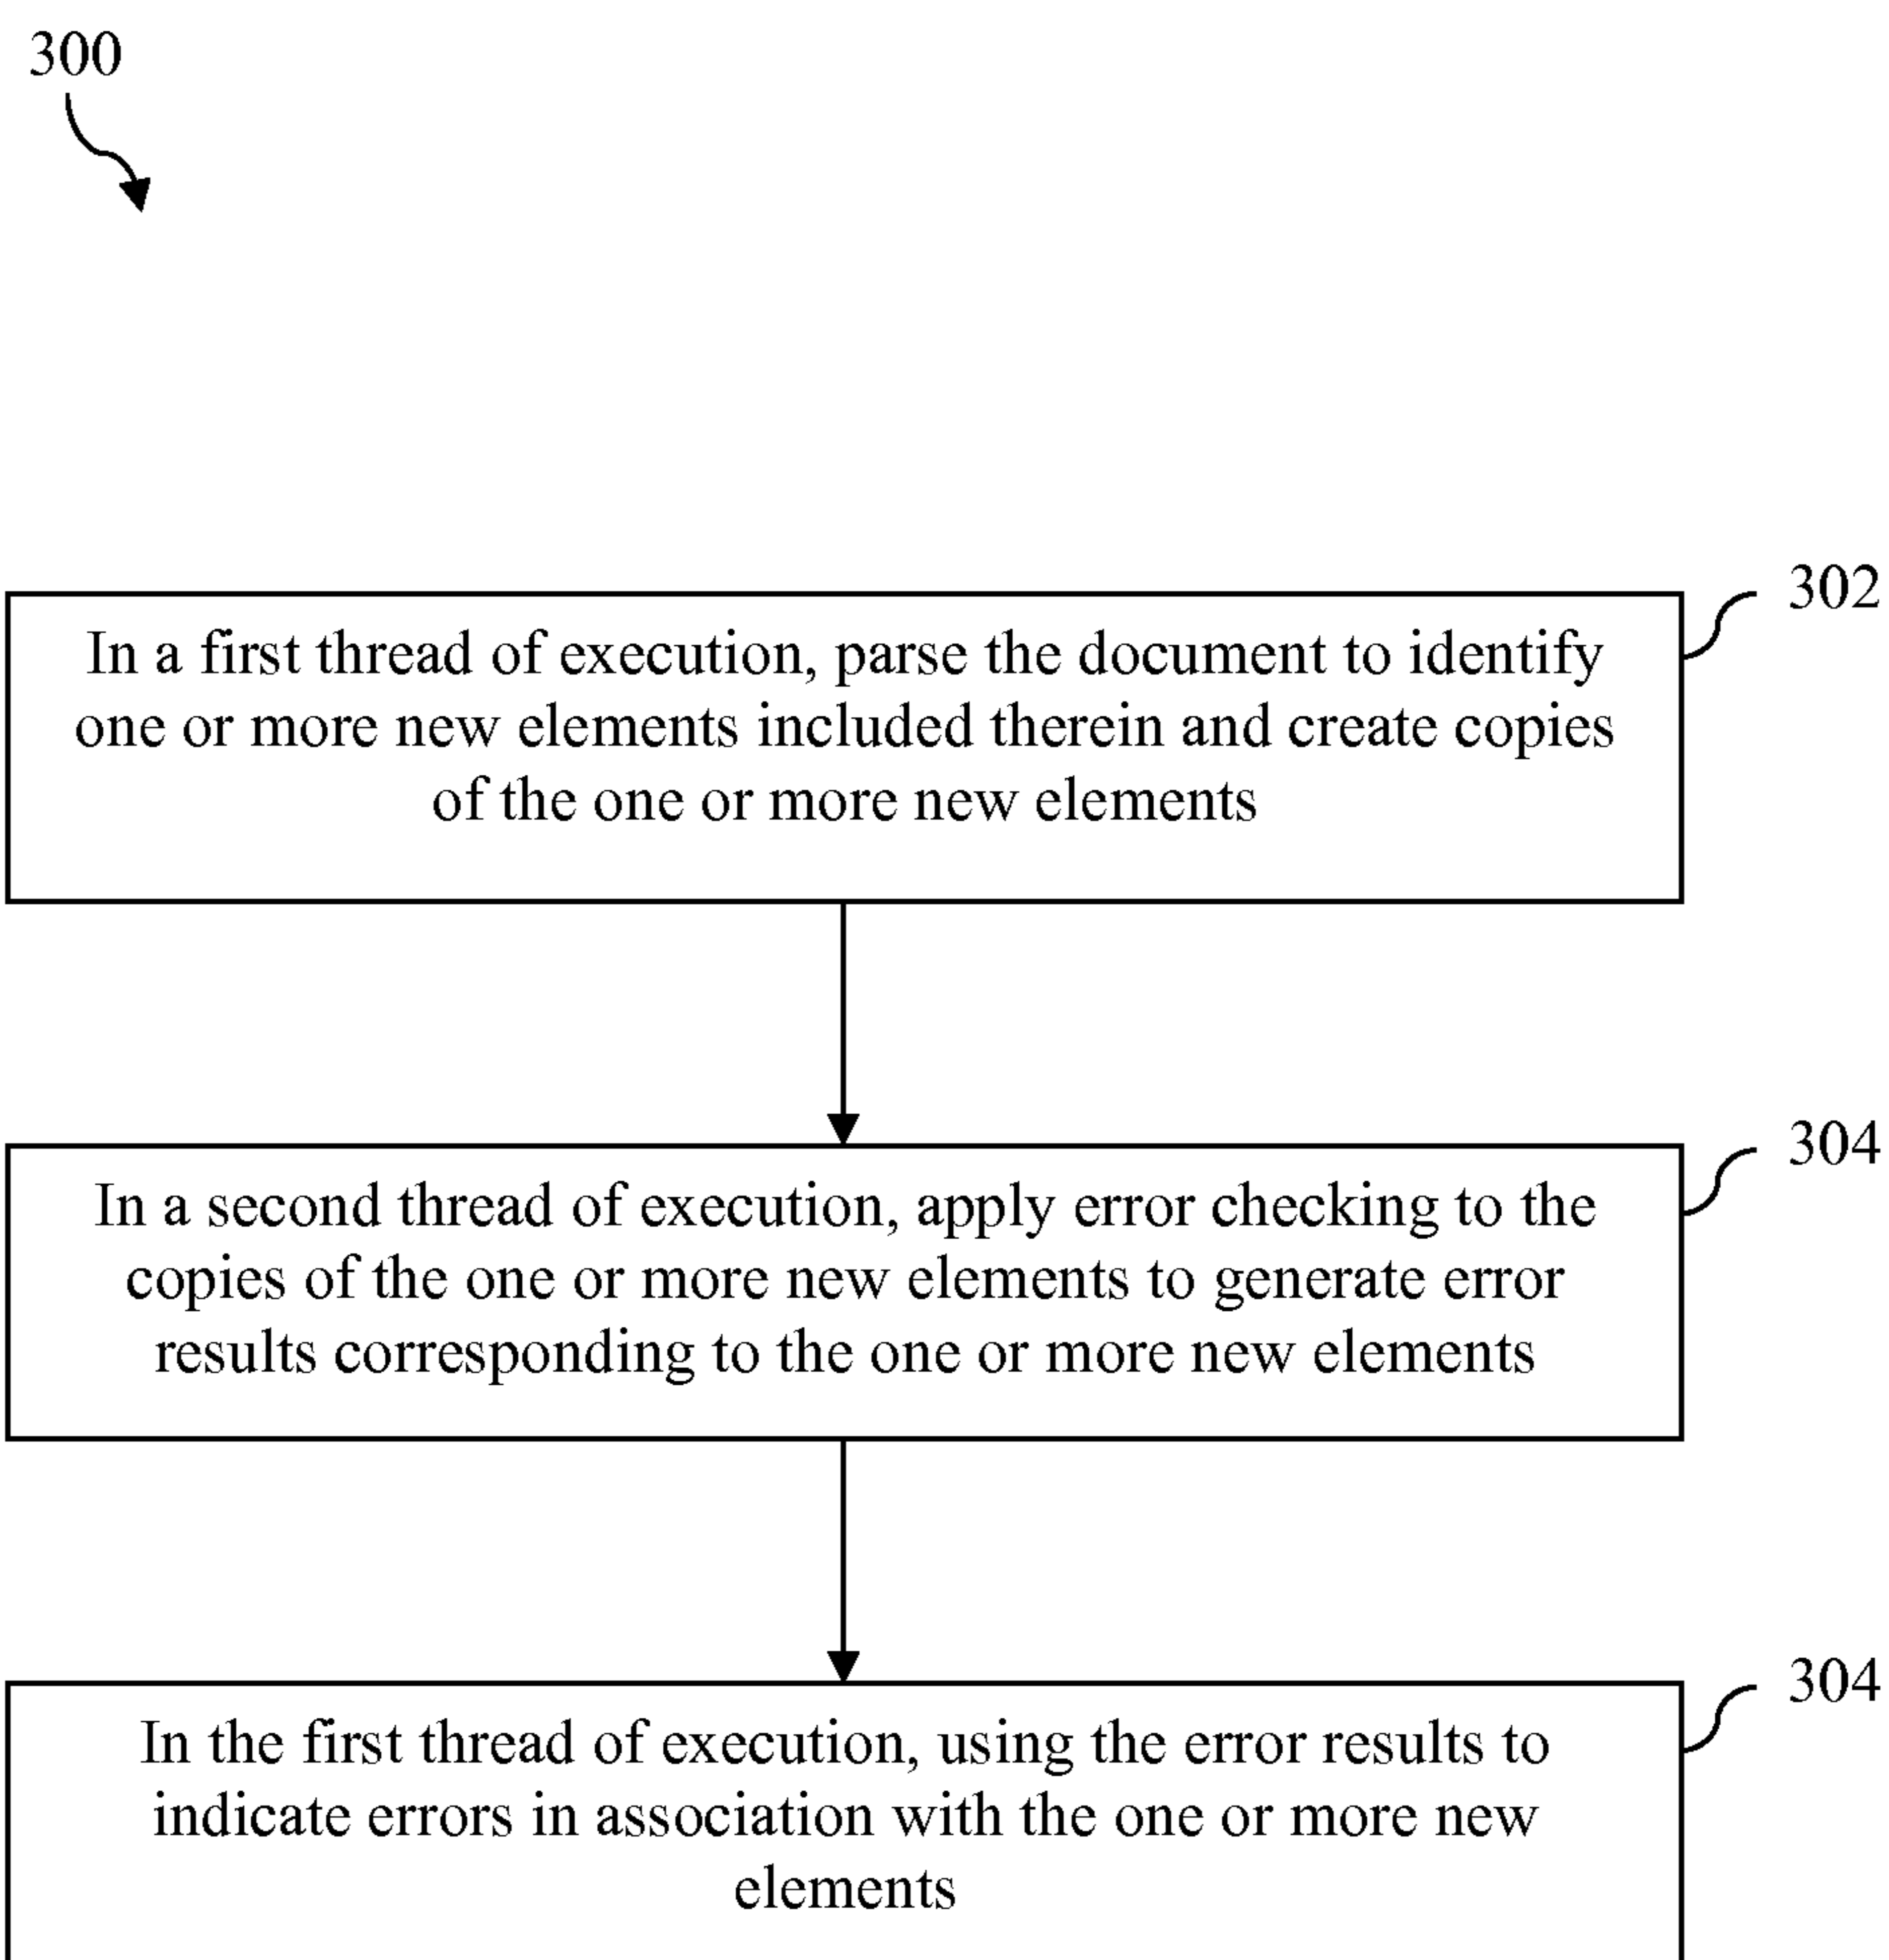 300
302
In a first thread of execution, parse the document to identify
one or more new elements included therein and create copies
of the one or more new elements
304
In a second thread of execution, apply error checking to the
copies of the one or more new elements to generate error
results corresponding to the one or more new elements
304
In the first thread of execution, using the error results to
indicate errors in association with the one or more new
elements